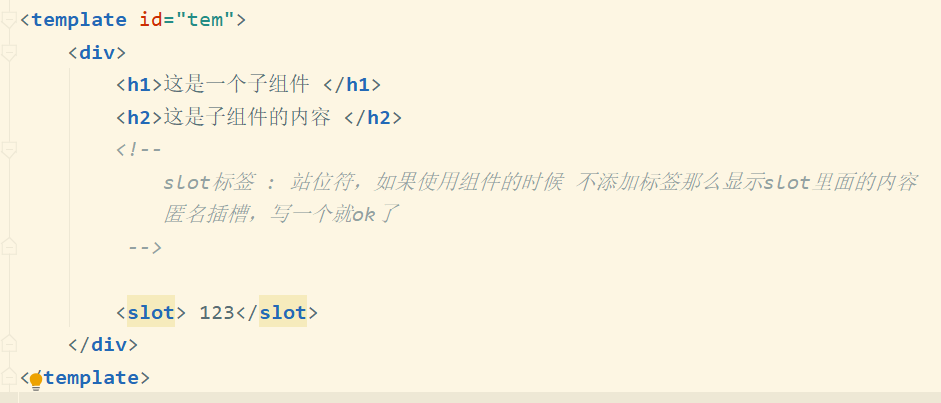 <template id="tem">
<div>
<h1>这是一个子组件 </h1>
<h2>这是子组件的内容 </h2>
<!--
slot标签 : 站位符，如果使用组件的时候 不添加标签那么显示slot里面的内容
匿名插槽，写一个就ok了
-->
<slot> 123</slot>
</div>
</template>